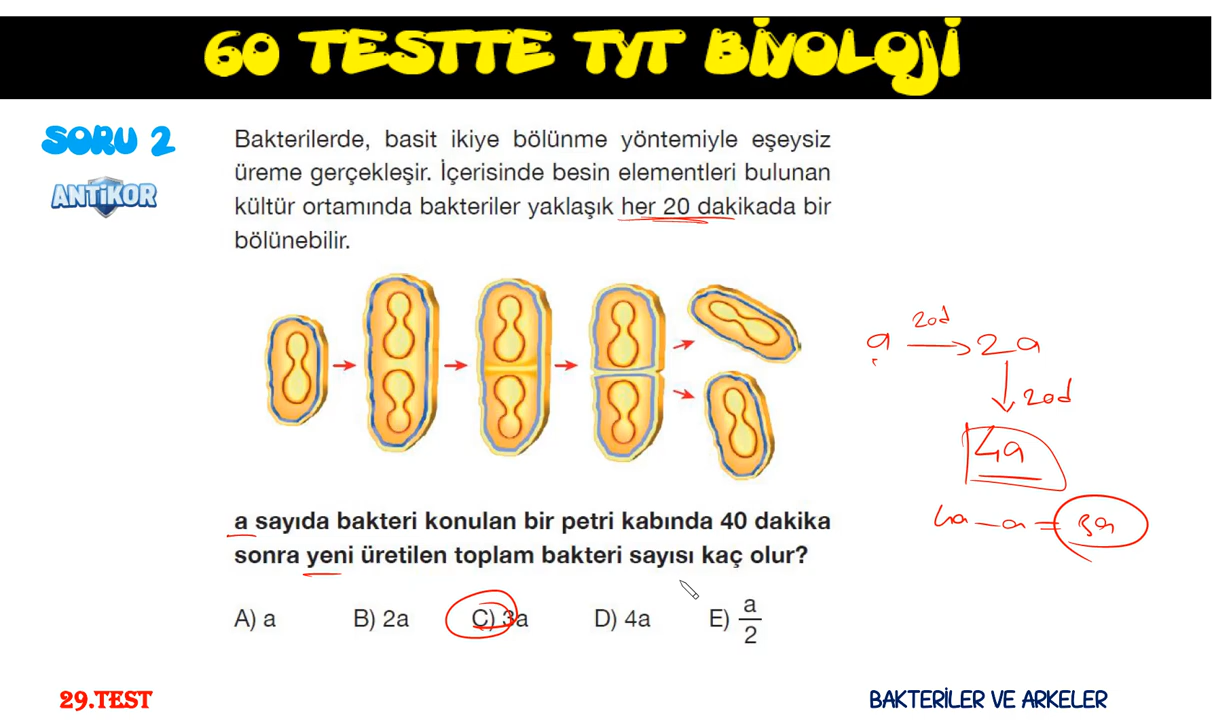 60 TESTTE TYT BİYOLOJİ
SORU 2
ANTİKOR
Bakterilerde, basit ikiye bölünme yöntemiyle eşeysiz
üreme gerçekleşir. İçerisinde besin elementleri bulunan
kültür ortamında bakteriler yaklaşık her 20 dakikada bir
bölünebilir.
a 20d 2a
20d
4a
4a - a = 3a
a sayıda bakteri konulan bir petri kabında 40 dakika
sonra yeni üretilen toplam bakteri sayısı kaç olur?
A) a B) 2a C) 3a D) 4a E) a/2
29.TEST
BAKTERİLER VE ARKELER